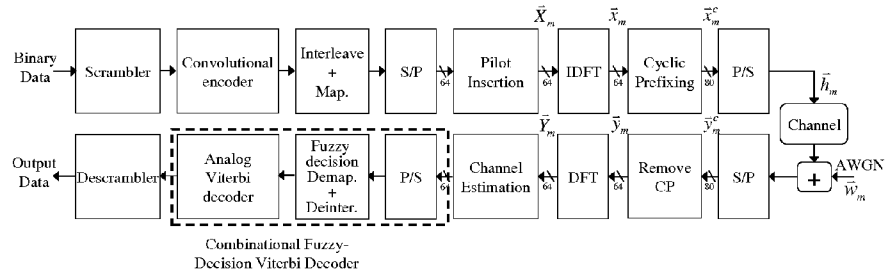 Binary
Data
Scrambler
Convolutional
encoder
Interleave
+
Map.
S/P
64
Pilot
Insertion
X⃗m
64
IDFT
x⃗m
64
Cyclic
Prefixing
x⃗ᶜm
80
P/S
h⃗m
Channel
Output
Data
Descrambler
Analog
Viterbi
decoder
Fuzzy
decision
Demap.
+
Deinter.
P/S
64
Channel
Estimation
Y⃗m
64
DFT
y⃗m
64
Remove
CP
y⃗ᶜm
80
S/P
+
AWGN
w⃗m
Combinational Fuzzy-
Decision Viterbi Decoder